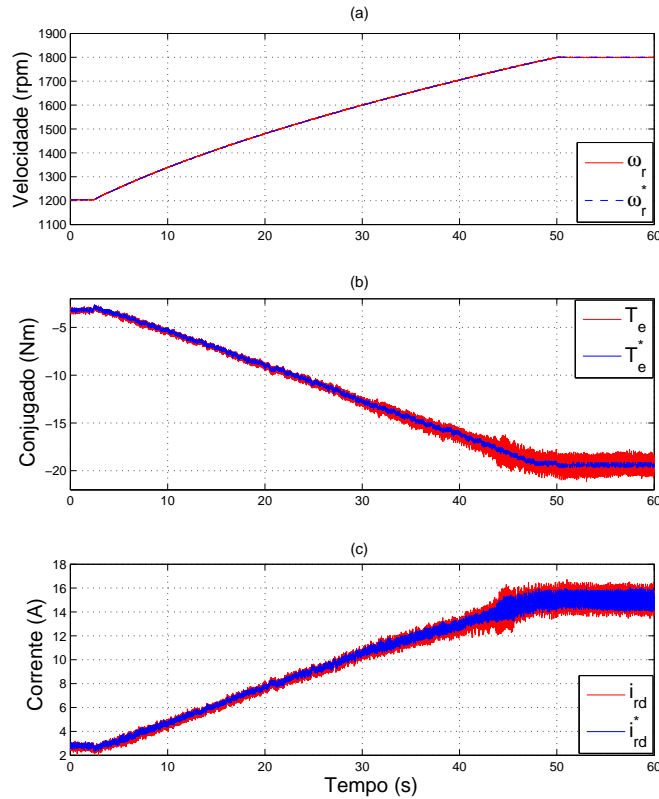 (a)
Velocidade (rpm)
1900
1800
1700
1600
1500
1400
1300
1200
1100
0 10 20 30 40 50 60
ω_r
ω_r^*
(b)
Conjugado (Nm)
−5
−10
−15
−20
0 10 20 30 40 50 60
T_e
T_e^*
(c)
Corrente (A)
18
16
14
12
10
8
6
4
2
0 10 20 30 40 50 60
i_rd
i_rd^*
Tempo (s)